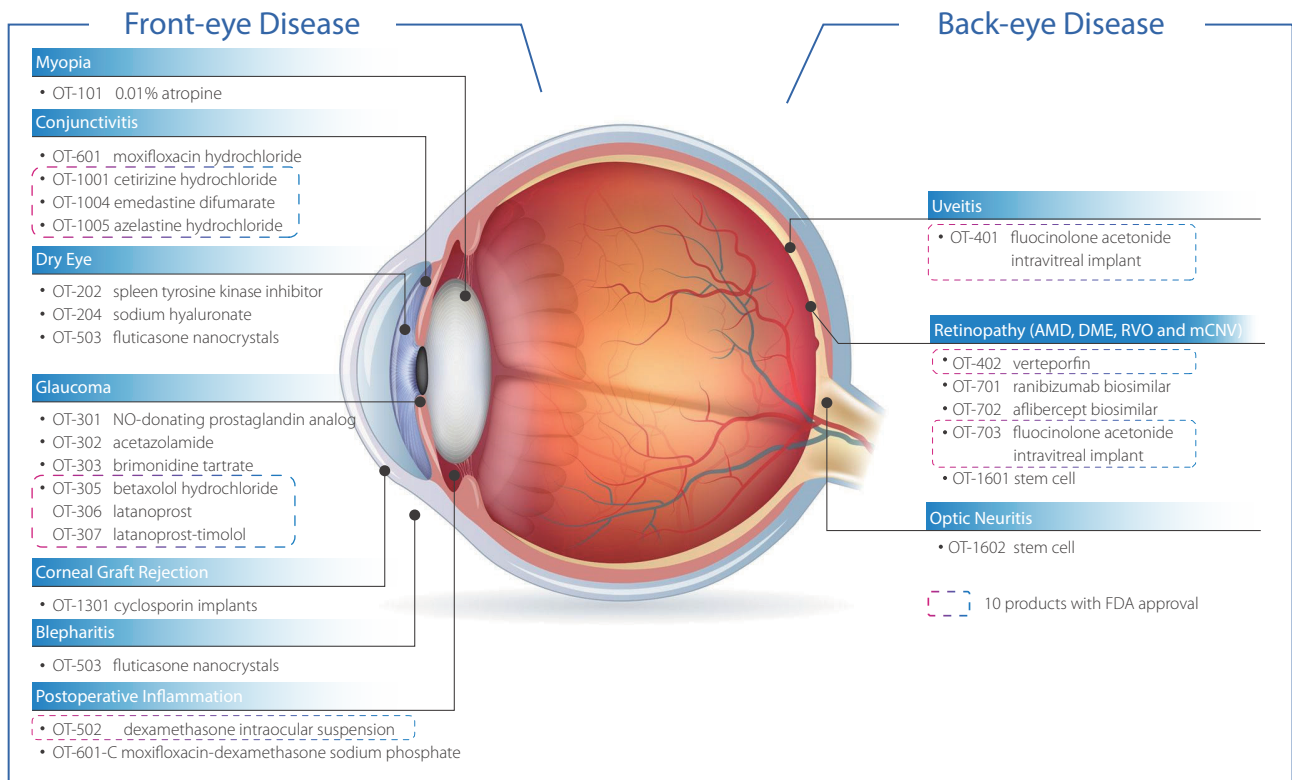 Front-eye Disease
Myopia
• OT-101 0.01% atropine
Conjunctivitis
• OT-601 moxifloxacin hydrochloride
• OT-1001 cetirizine hydrochloride
• OT-1004 emedastine difumarate
• OT-1005 azelastine hydrochloride
Dry Eye
• OT-202 spleen tyrosine kinase inhibitor
• OT-204 sodium hyaluronate
• OT-503 fluticasone nanocrystals
Glaucoma
• OT-301 NO-donating prostaglandin analog
• OT-302 acetazolamide
• OT-303 brimonidine tartrate
• OT-305 betaxolol hydrochloride
OT-306 latanoprost
OT-307 latanoprost-timolol
Corneal Graft Rejection
• OT-1301 cyclosporin implants
Blepharitis
• OT-503 fluticasone nanocrystals
Postoperative Inflammation
• OT-502 dexamethasone intraocular suspension
• OT-601-C moxifloxacin-dexamethasone sodium phosphate
Back-eye Disease
Uveitis
• OT-401 fluocinolone acetonide
intravitreal implant
Retinopathy (AMD, DME, RVO and mCNV)
• OT-402 verteporfin
• OT-701 ranibizumab biosimilar
• OT-702 aflibercept biosimilar
• OT-703 fluocinolone acetonide
intravitreal implant
• OT-1601 stem cell
Optic Neuritis
• OT-1602 stem cell
10 products with FDA approval